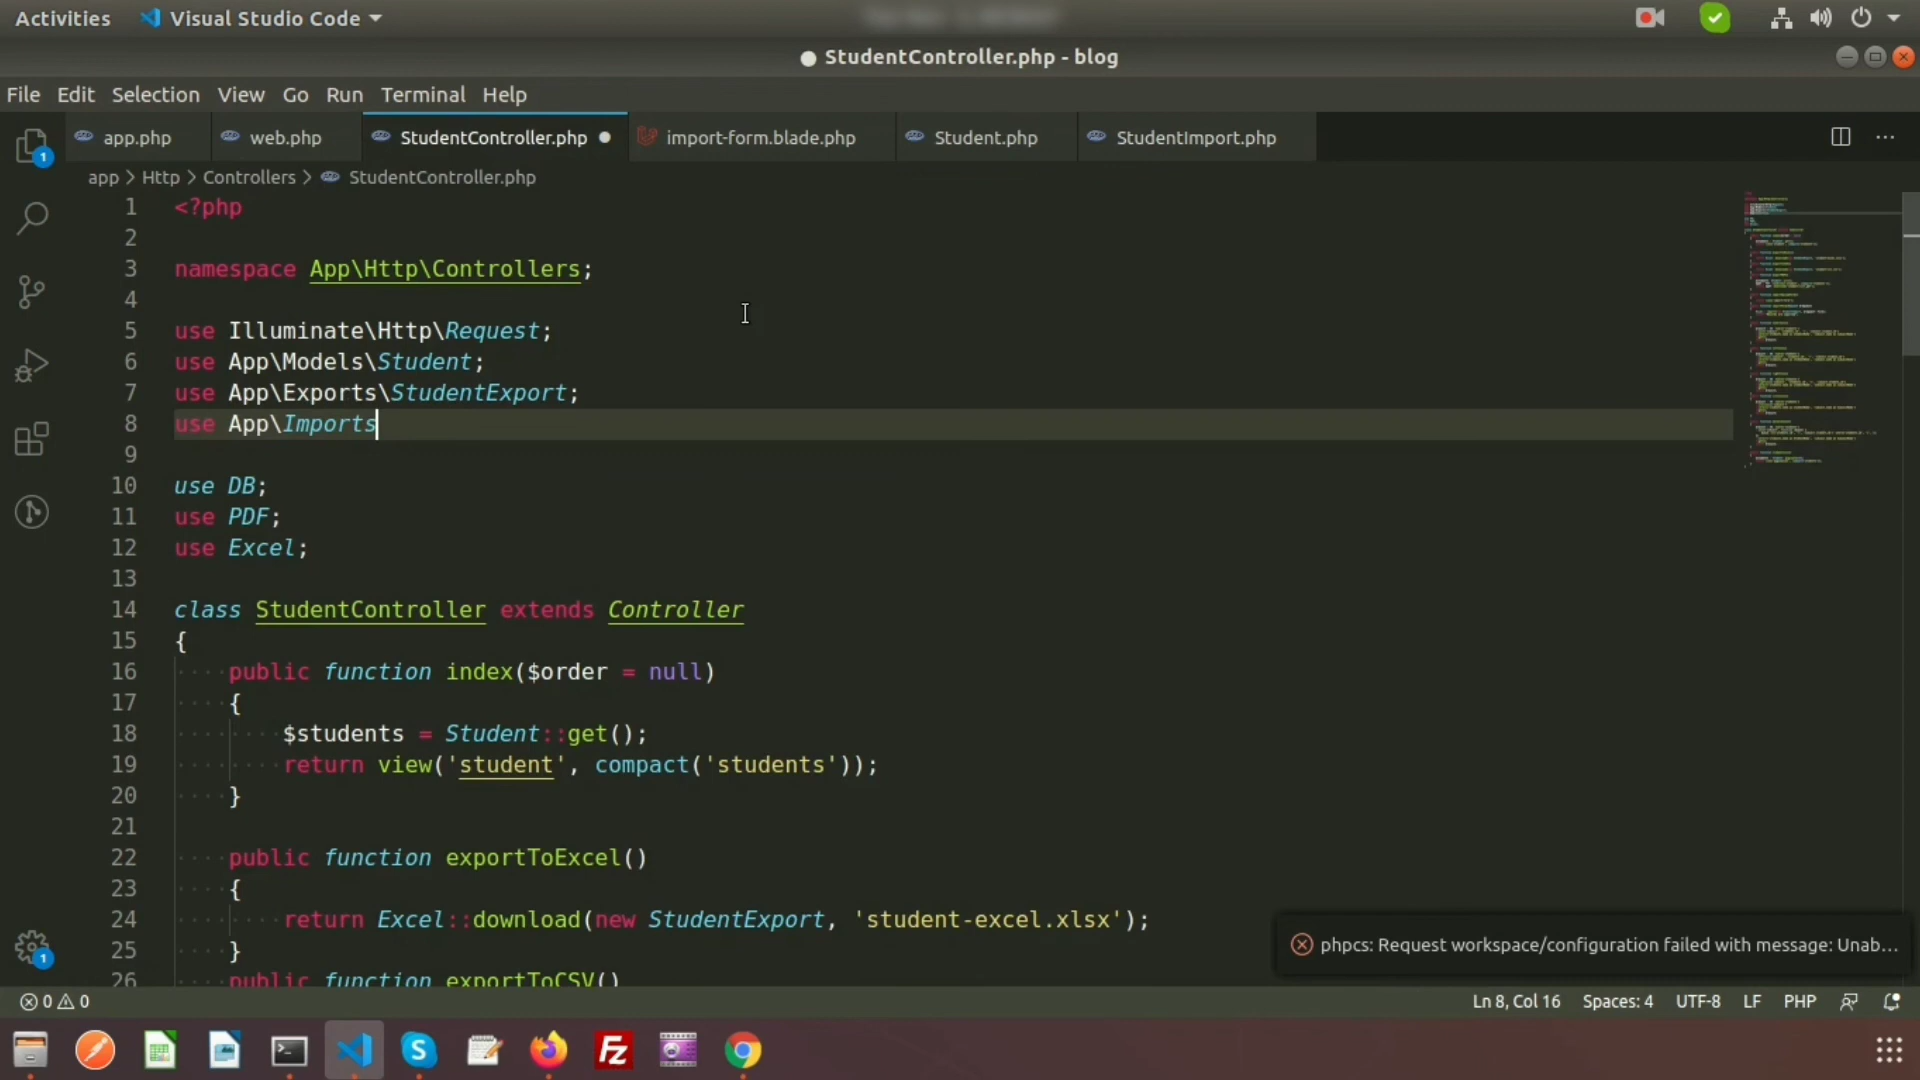 Activities Visual Studio Code
StudentController.php - blog
File Edit Selection View Go Run Terminal Help
app.php web.php StudentController.php import-form.blade.php Student.php StudentImport.php
app > Http > Controllers > StudentController.php
1 <?php
2
3 namespace App\Http\Controllers;
4
5 use Illuminate\Http\Request;
6 use App\Models\Student;
7 use App\Exports\StudentExport;
8 use App\Imports
9
10 use DB;
11 use PDF;
12 use Excel;
13
14 class StudentController extends Controller
15 {
16 public function index($order = null)
17 {
18 $students = Student::get();
19 return view('student', compact('students'));
20 }
21
22 public function exportToExcel()
23 {
24 return Excel::download(new StudentExport, 'student-excel.xlsx');
25 }
26 public function exportToCSV()
phpcs: Request workspace/configuration failed with message: Unab...
1
1
0 0 Ln 8, Col 16 Spaces: 4 UTF-8 LF PHP
S Fz